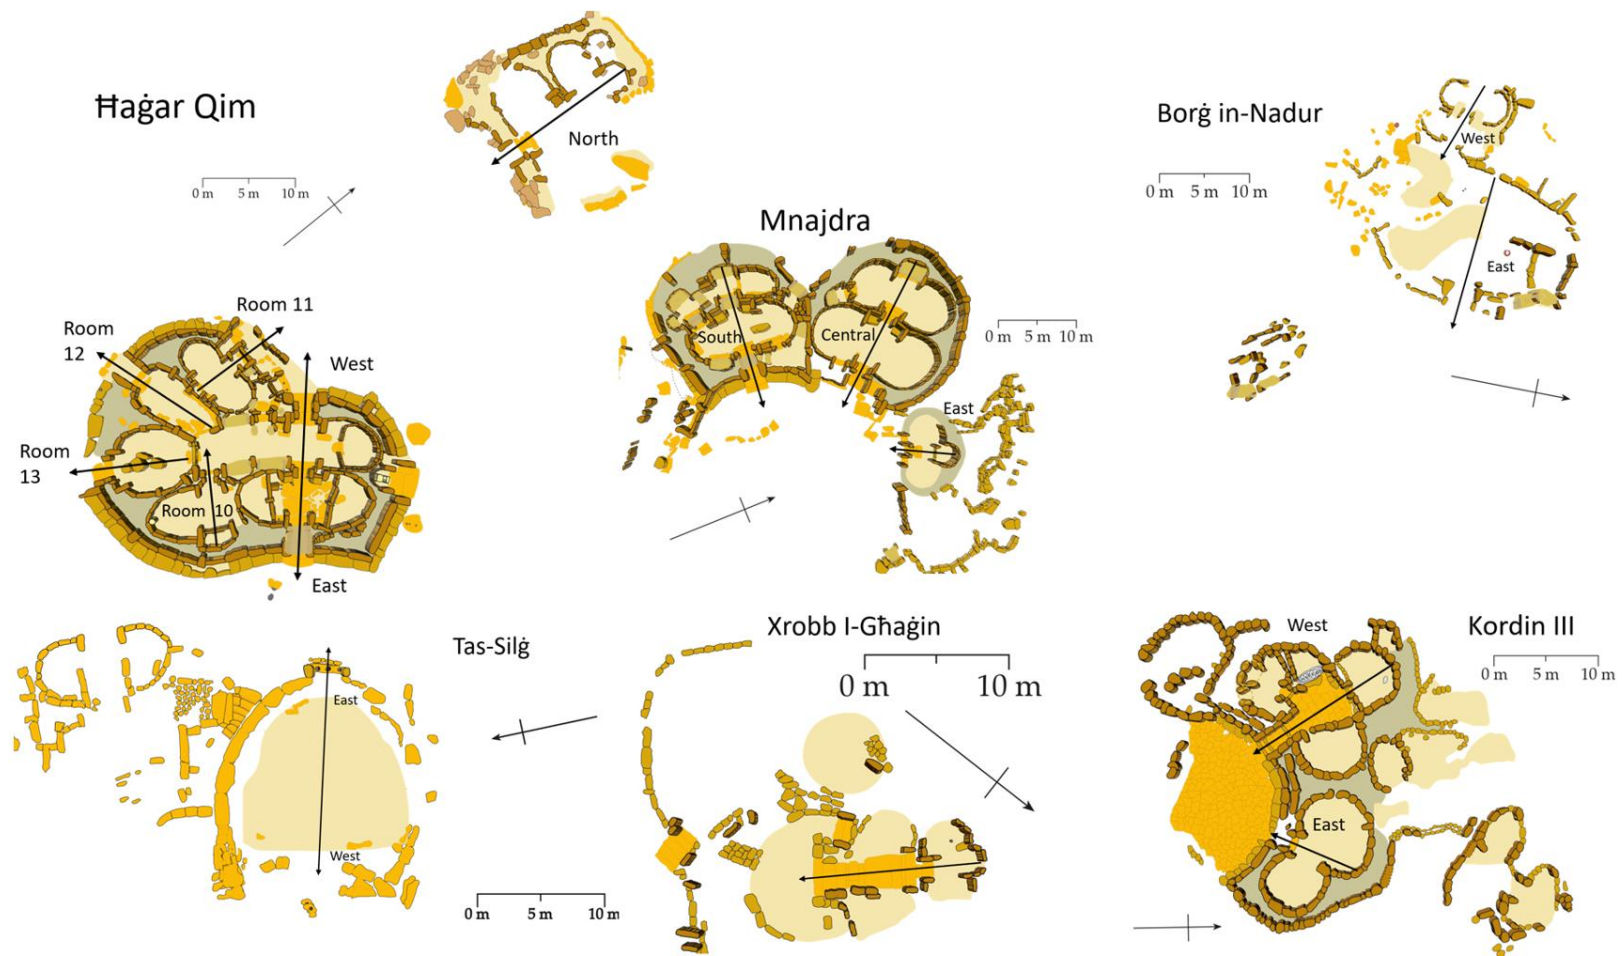 Ħaġar Qim
0 m 5 m 10 m
North
Room 11
Room
12
West
Room
13
Room 10
East
Mnajdra
South
Central
East
0 m 5 m 10 m
Borġ in-Nadur
0 m 5 m 10 m
West
East
Tas-Silġ
East
West
0 m 5 m 10 m
Xrobb I-Għaġin
0 m 10 m
Kordin III
West
East
0 m 5 m 10 m